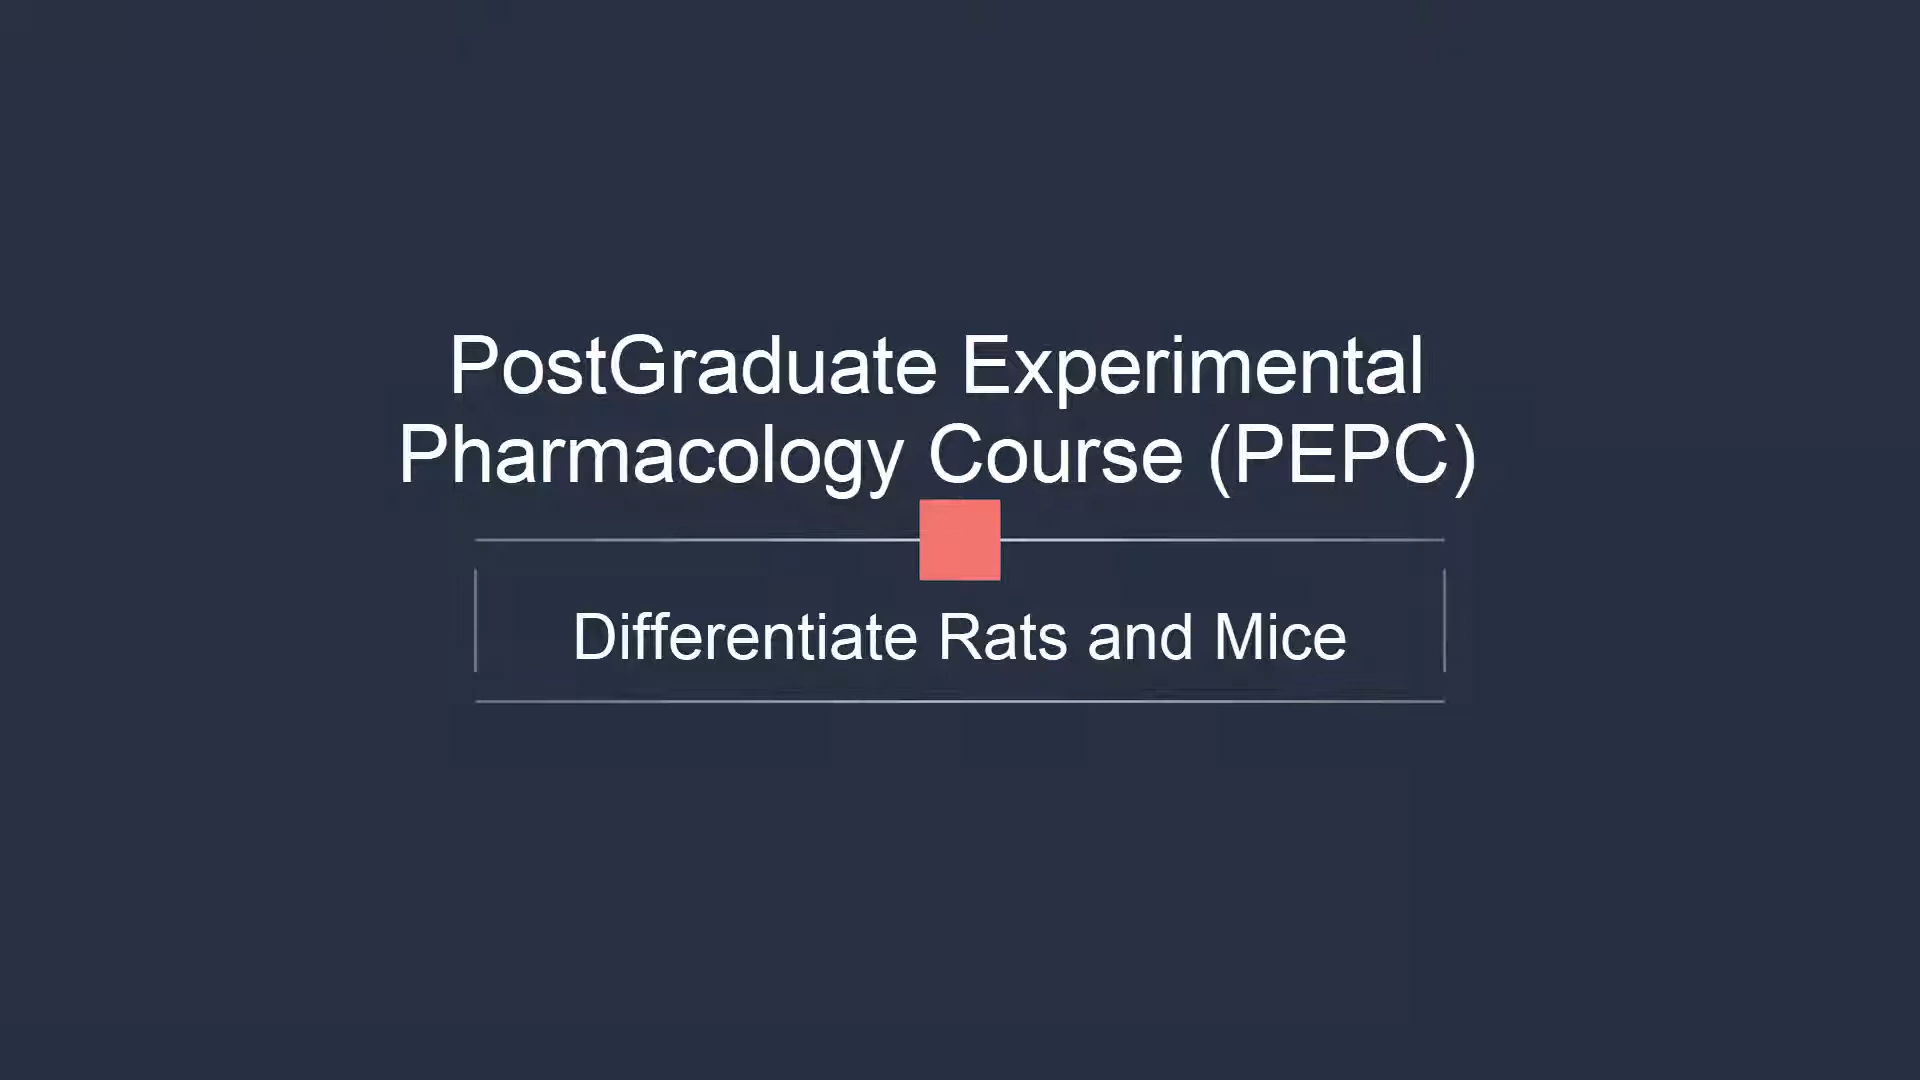 PostGraduate Experimental
Pharmacology Course (PEPC)
Differentiate Rats and Mice